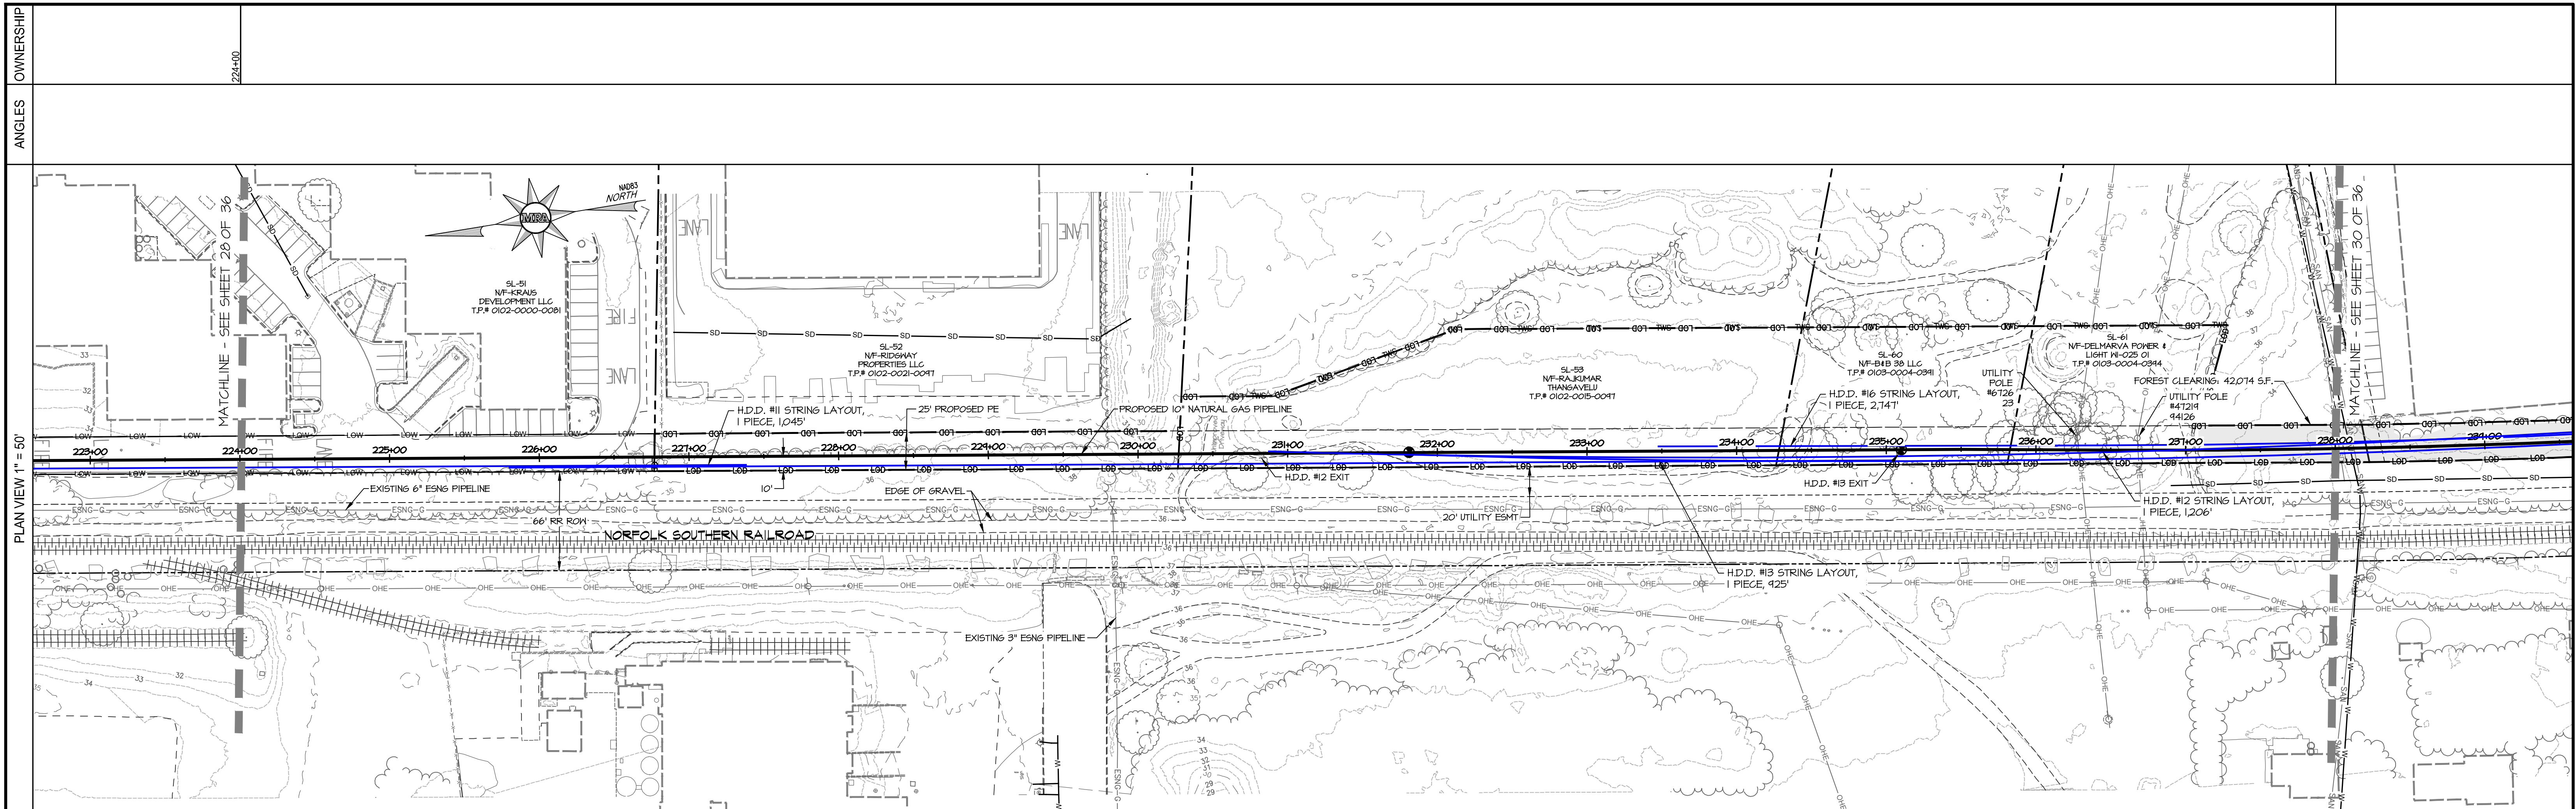 OWNERSHIP
224+00
ANGLES
PLAN VIEW 1" = 50'
MATCHLINE - SEE SHEET 28 OF 36
NAD83
NORTH
MRA
SL-51
N/F-KRAUS
DEVELOPMENT LLC
T.P.# 0102-0000-0081
FIRE
LANE
LANE
LANE
SL-52
N/F-RIDGWAY
PROPERTIES LLC
T.P.# 0102-0021-0097
SL-53
N/F-RAJKUMAR
THANGAVELU
T.P.# 0102-0015-0097
SL-60
N/F-B&B 38 LLC
T.P.# 0103-0004-0391
SL-61
N/F-DELMARVA POWER &
LIGHT WI-025 01
T.P.# 0103-0004-0394
MATCHLINE - SEE SHEET 30 OF 36
UTILITY
POLE
#6726
23
FOREST CLEARING: 42,074 S.F.
UTILITY POLE
#47219
94126
H.D.D. #11 STRING LAYOUT,
1 PIECE, 1,045'
25' PROPOSED PE
PROPOSED 10" NATURAL GAS PIPELINE
H.D.D. #16 STRING LAYOUT,
1 PIECE, 2,747'
223+00
224+00
225+00
226+00
227+00
228+00
229+00
230+00
231+00
232+00
233+00
234+00
235+00
236+00
237+00
238+00
239+00
EXISTING 6" ESNG PIPELINE
10'
EDGE OF GRAVEL
H.D.D. #12 EXIT
H.D.D. #13 EXIT
H.D.D. #12 STRING LAYOUT,
1 PIECE, 1,206'
66' RR ROW
20' UTILITY ESMT
NORFOLK SOUTHERN RAILROAD
H.D.D. #13 STRING LAYOUT,
1 PIECE, 925'
EXISTING 3" ESNG PIPELINE